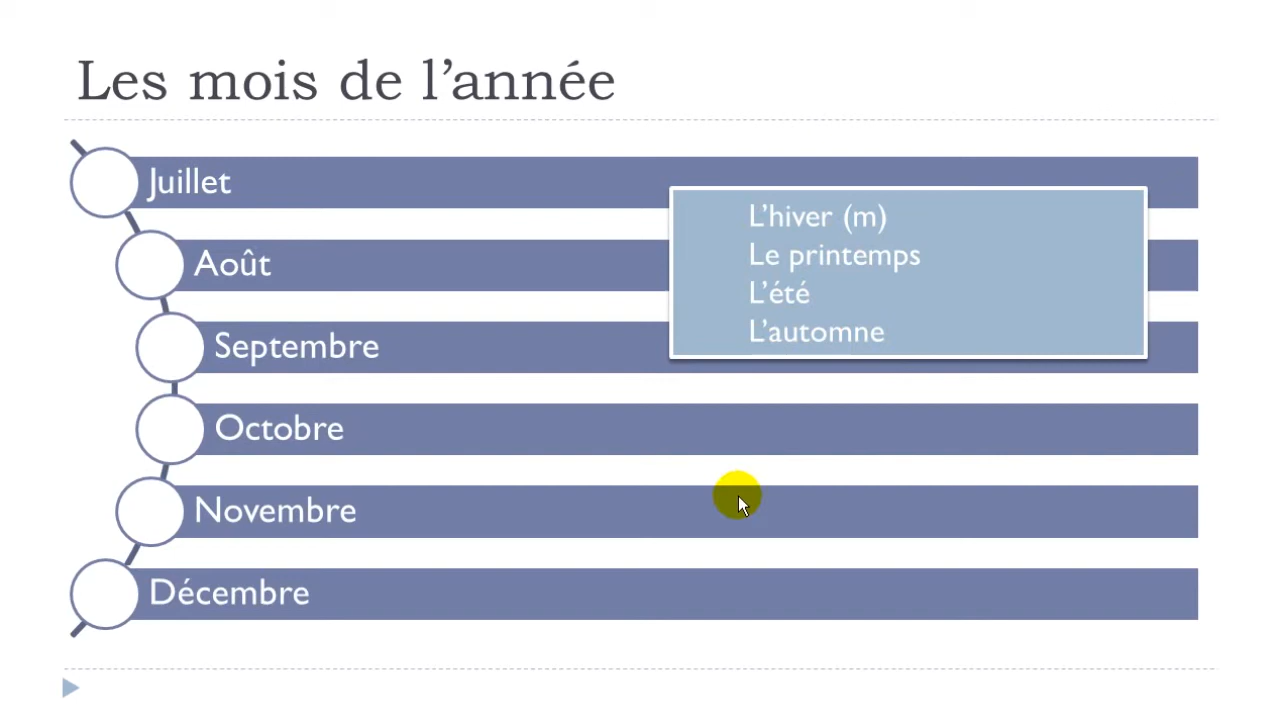 Les mois de l’année
Juillet
Août
Septembre
Octobre
Novembre
Décembre
L’hiver (m)
Le printemps
L’été
L’automne